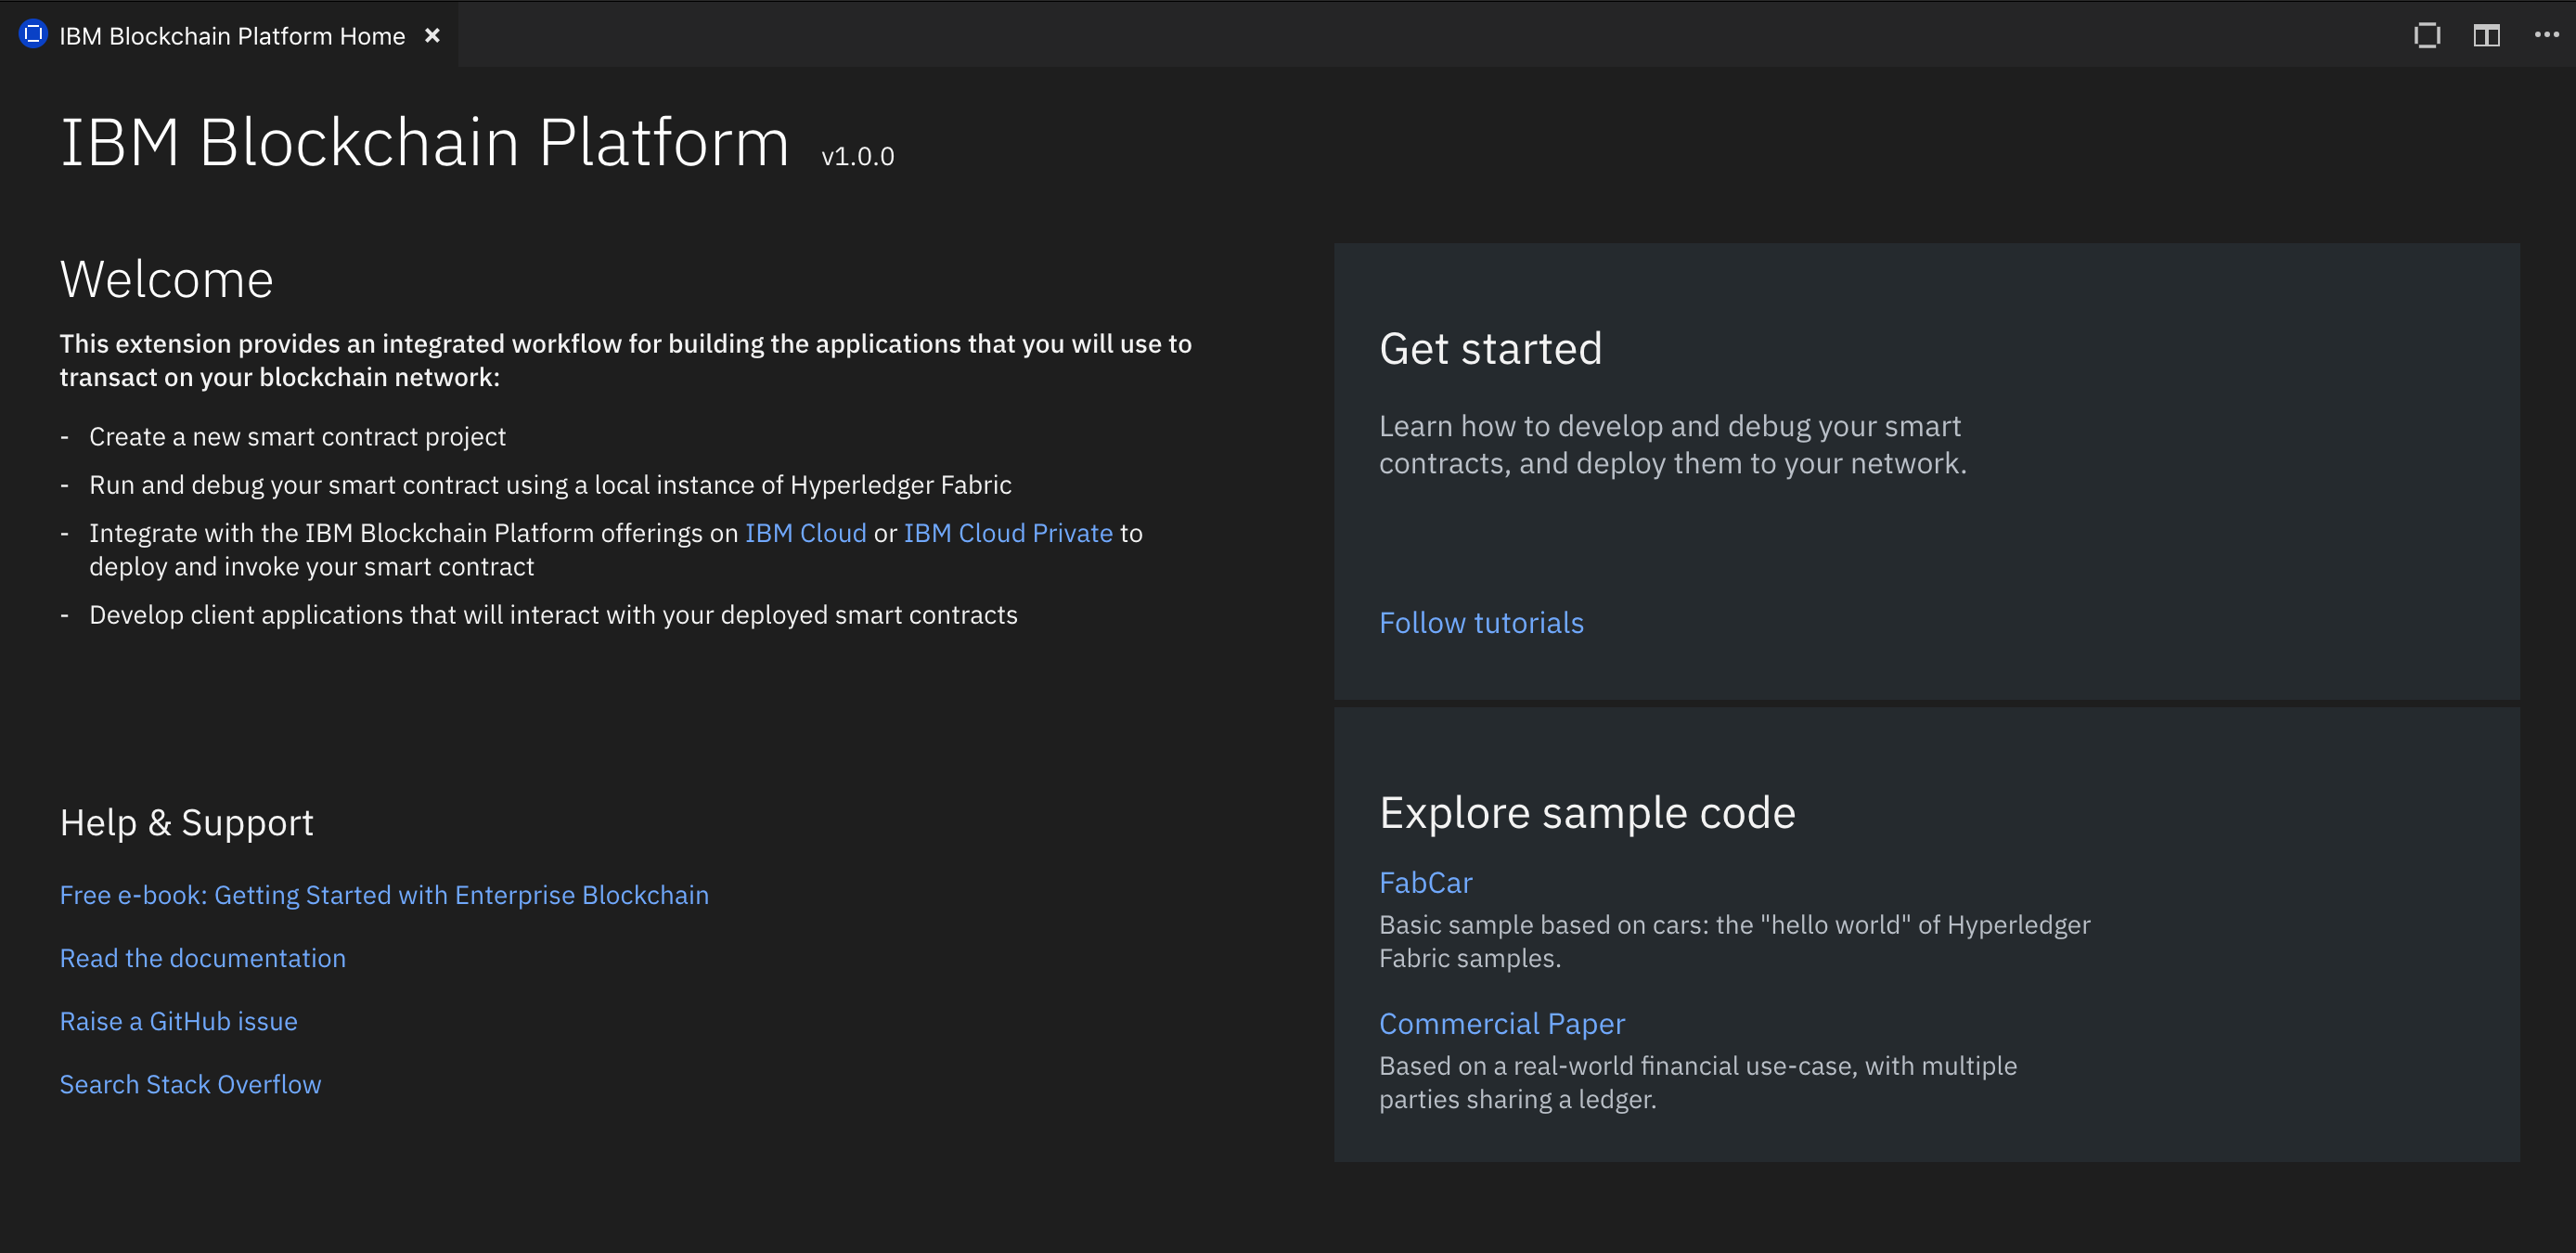 IBM Blockchain Platform Home
IBM Blockchain Platform v1.0.0
Welcome
This extension provides an integrated workflow for building the applications that you will use to
transact on your blockchain network:
- Create a new smart contract project
- Run and debug your smart contract using a local instance of Hyperledger Fabric
- Integrate with the IBM Blockchain Platform offerings on IBM Cloud or IBM Cloud Private to
deploy and invoke your smart contract
- Develop client applications that will interact with your deployed smart contracts
Help & Support
Free e-book: Getting Started with Enterprise Blockchain
Read the documentation
Raise a GitHub issue
Search Stack Overflow
Get started
Learn how to develop and debug your smart
contracts, and deploy them to your network.
Follow tutorials
Explore sample code
FabCar
Basic sample based on cars: the "hello world" of Hyperledger
Fabric samples.
Commercial Paper
Based on a real-world financial use-case, with multiple
parties sharing a ledger.